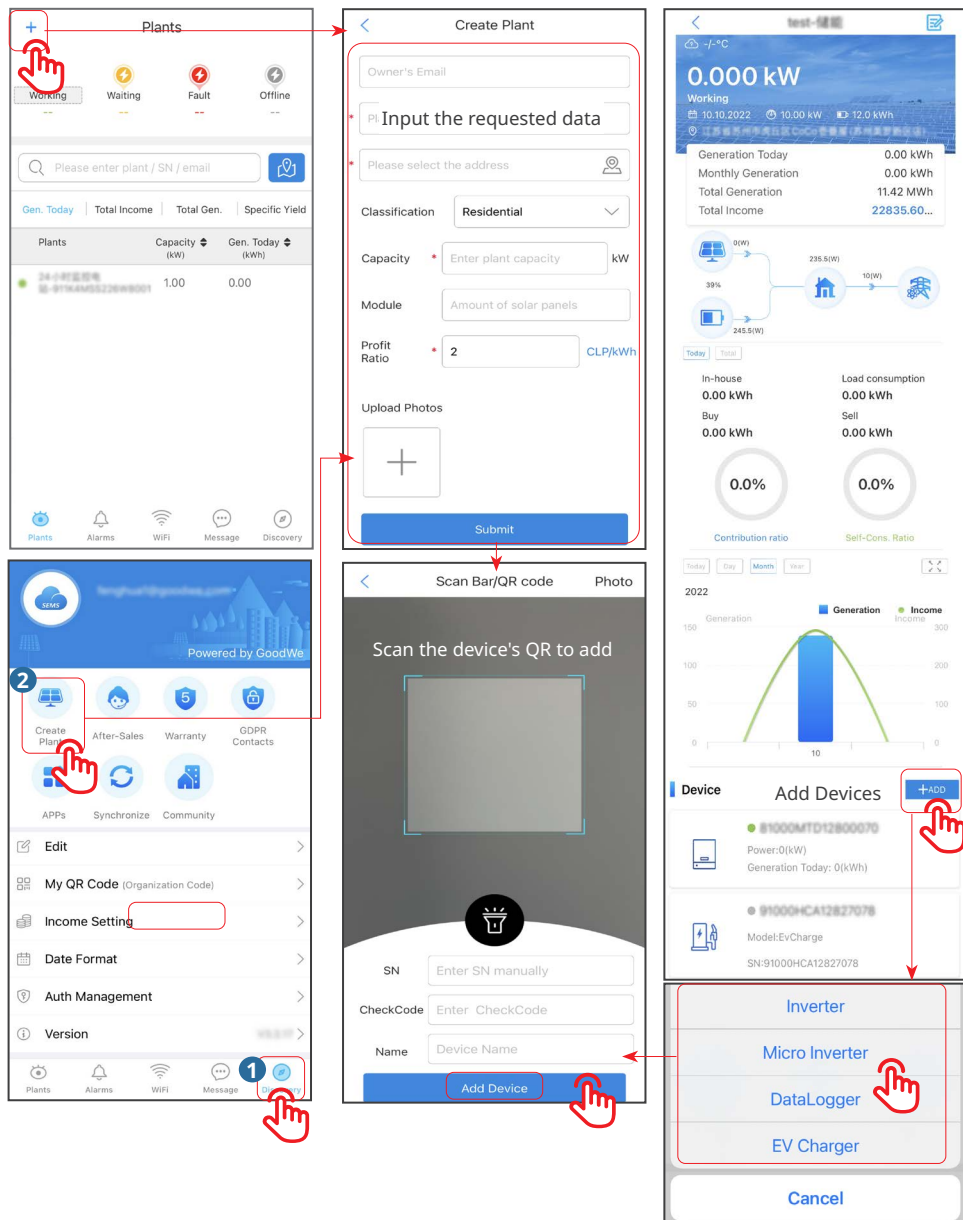 +
Plants
Working
Waiting
Fault
Offline
--
--
--
--
Please enter plant / SN / email
Gen. Today
Total Income
Total Gen.
Specific Yield
Plants
Capacity
(kW)
Gen. Today
(kWh)
1.00
0.00
Plants
Alarms
WiFi
Message
Discovery
SEMS
Powered by GoodWe
2
5
Create
Plants
After-Sales
Warranty
GDPR
Contacts
APPs
Synchronize
Community
Edit
My QR Code (Organization Code)
Income Setting
Date Format
Auth Management
Version
Plants
Alarms
WiFi
Message
1
Discovery
Create Plant
Owner's Email
* Input the requested data
* Please select the address
Classification
Residential
Capacity * Enter plant capacity kW
Module
Amount of solar panels
Profit
Ratio
* 2
CLP/kWh
Upload Photos
Submit
Scan Bar/QR code
Photo
Scan the device's QR to add
SN
Enter SN manually
CheckCode
Enter CheckCode
Name
Device Name
Add Device
-/-°C
0.000 kW
Working
10.10.2022
10.00 kW
12.0 kWh
Generation Today 0.00 kWh
Monthly Generation 0.00 kWh
Total Generation 11.42 MWh
Total Income 22835.60...
0(W)
235.5(W)
10(W)
39%
245.5(W)
Today
Total
In-house
0.00 kWh
Load consumption
0.00 kWh
Buy
0.00 kWh
Sell
0.00 kWh
0.0%
0.0%
Contribution ratio
Self-Cons. Ratio
Today
Day
Month
Year
2022
Generation
Income
Generation
Income
150
100
50
0
300
200
100
0
10
Device
Add Devices
+ADD
81000MTD12800070
Power:0(kW)
Generation Today: 0(kWh)
91000HCA12827078
Model:EvCharge
SN:91000HCA12827078
Inverter
Micro Inverter
DataLogger
EV Charger
Cancel